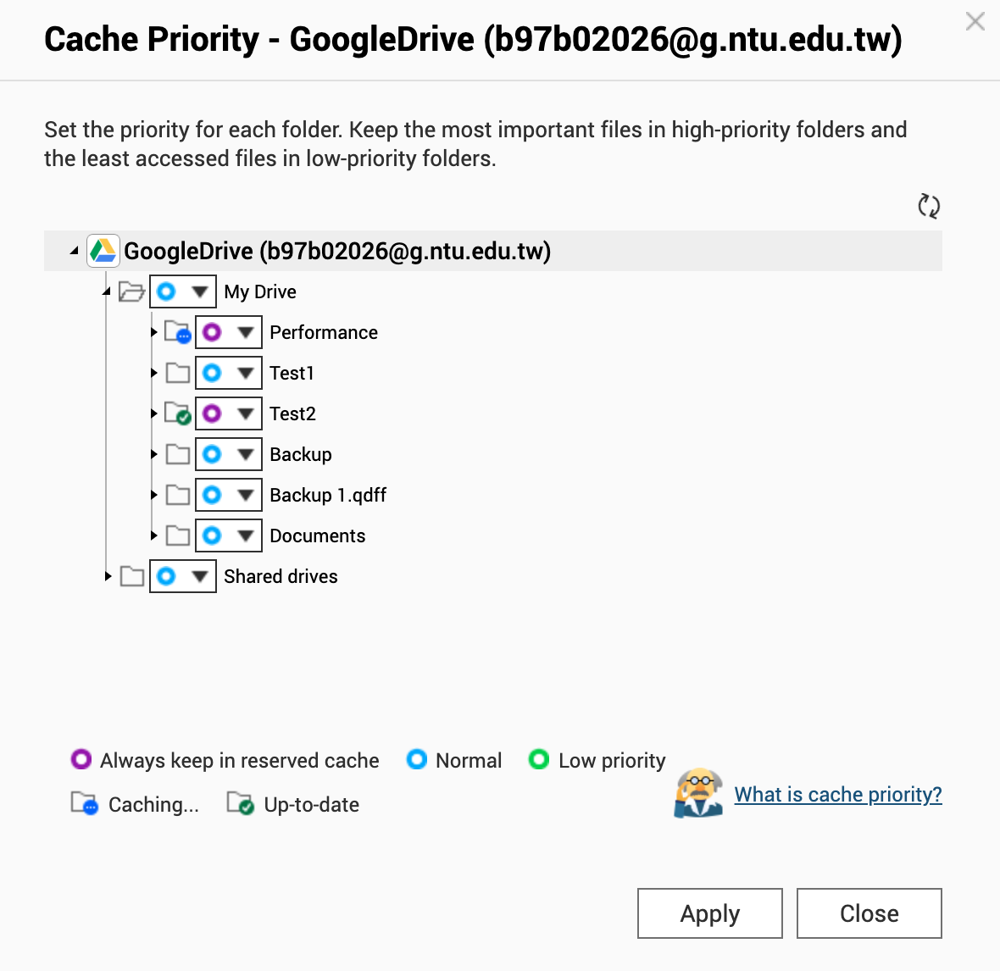 Cache Priority - GoogleDrive (b97b02026@g.ntu.edu.tw)
Set the priority for each folder. Keep the most important files in high-priority folders and
the least accessed files in low-priority folders.
GoogleDrive (b97b02026@g.ntu.edu.tw)
My Drive
Performance
Test1
Test2
Backup
Backup 1.qdff
Documents
Shared drives
Always keep in reserved cache Normal Low priority
Caching... Up-to-date
What is cache priority?
Apply Close